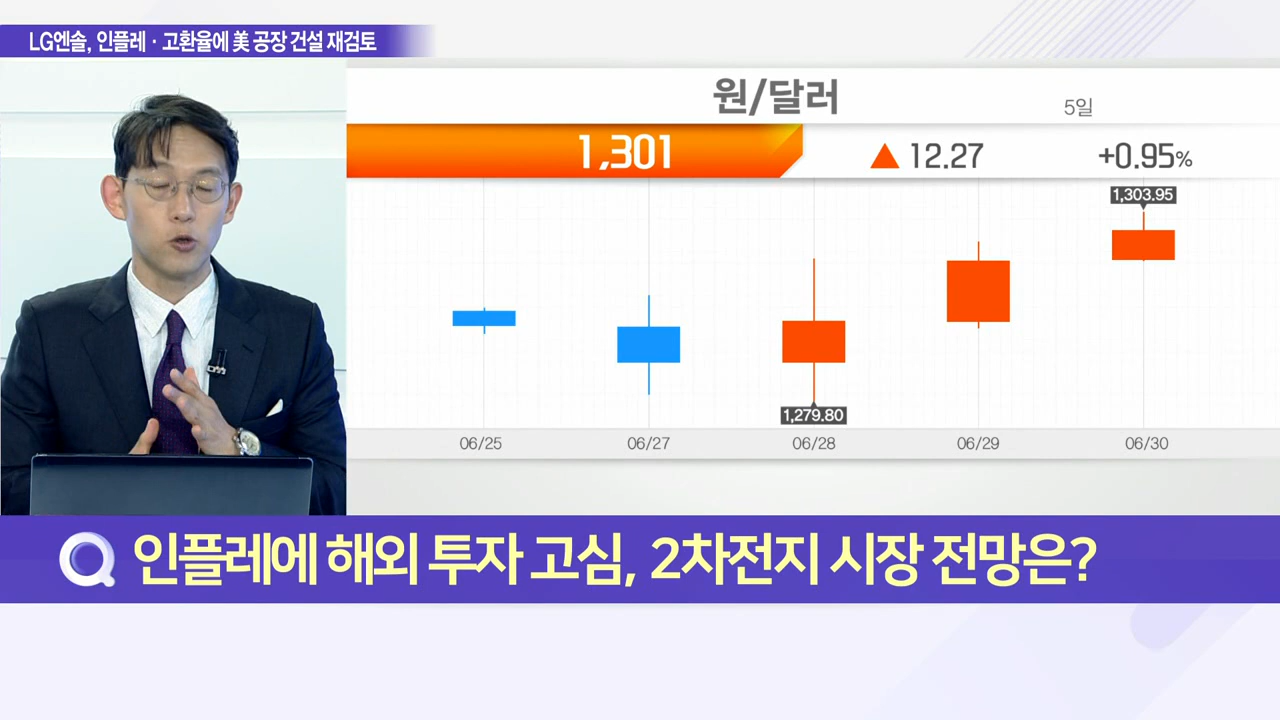 LG엔솔, 인플레·고환율에 美 공장 건설 재검토
원/달러
5일
1,301
▲ 12.27
+0.95%
1,303.95
1,279.80
06/25 06/27 06/28 06/29 06/30
인플레에 해외 투자 고심, 2차전지 시장 전망은?